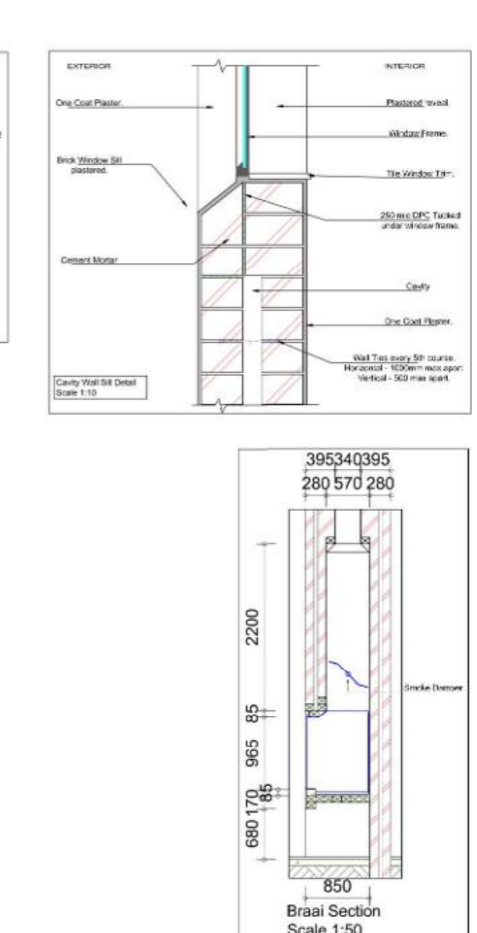 EXTERIOR
INTERIOR
One Coat Plaster.
Plastered reveal.
Window Frame.
Brick Window Sill
plastered.
Tile Window Trim.
250 mic DPC Tucked
under window frame.
Cement Mortar
Cavity
One Coat Plaster.
Wall Ties every 5th course.
Horizontal - 1000mm max apart
Vertical - 500 max apart.
Cavity Wall Sill Detail
Scale 1:10
395 340 395
280 570 280
2200
Smoke Damper
85
965
85
170
680
850
Braai Section
Scale 1:50